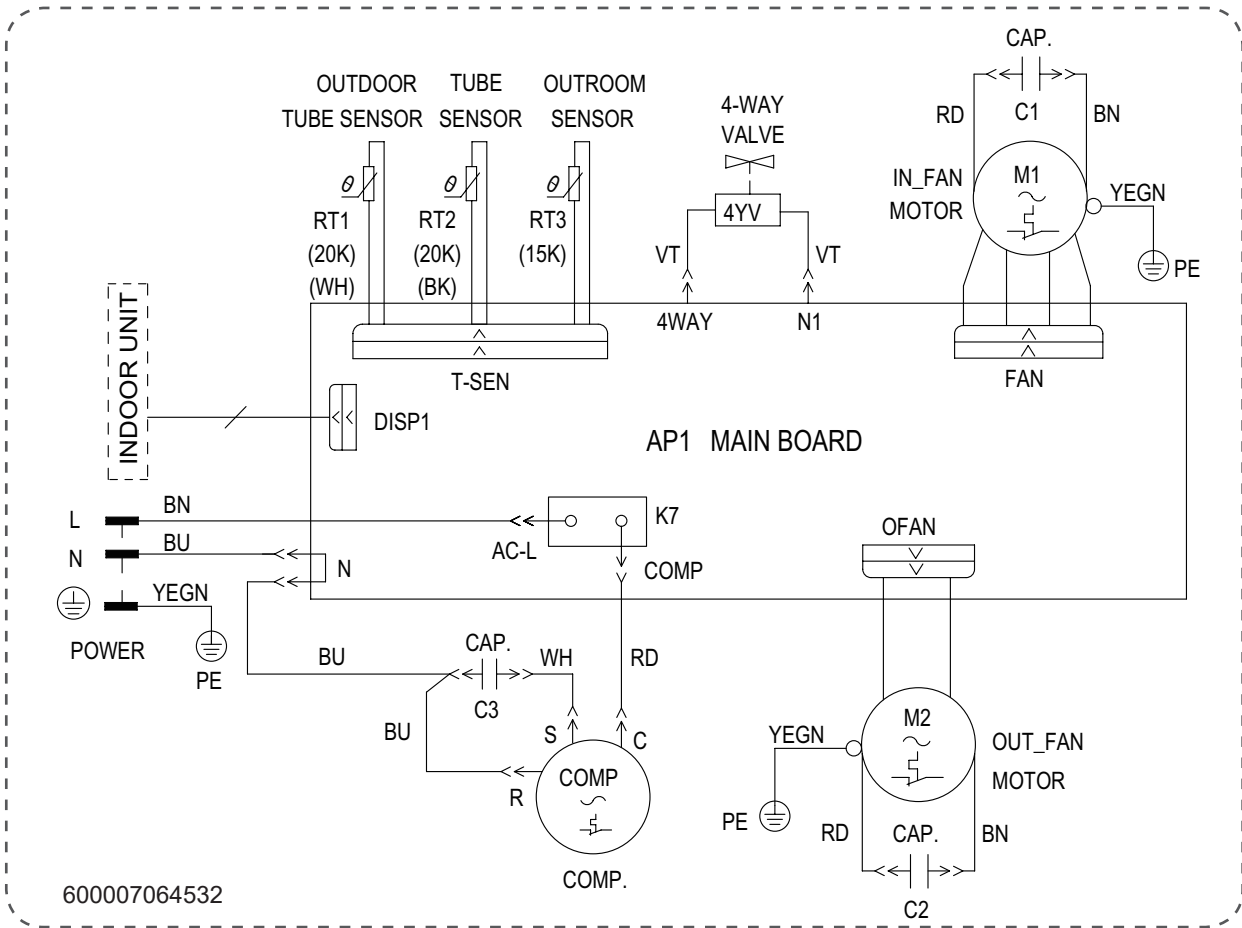 CAP.
C1
RD
BN
OUTDOOR
TUBE SENSOR
TUBE
SENSOR
OUTROOM
SENSOR
4-WAY
VALVE
IN_FAN
MOTOR
M1
YEGN
PE
θ
RT1
(20K)
(WH)
θ
RT2
(20K)
(BK)
θ
RT3
(15K)
4YV
VT
VT
4WAY
N1
T-SEN
FAN
INDOOR UNIT
DISP1
AP1 MAIN BOARD
L
BN
AC-L
K7
COMP
N
BU
N
YEGN
POWER
PE
OFAN
BU
CAP.
C3
WH
RD
BU
S
C
R
COMP
COMP.
YEGN
PE
M2
OUT_FAN
MOTOR
RD
CAP.
BN
C2
600007064532